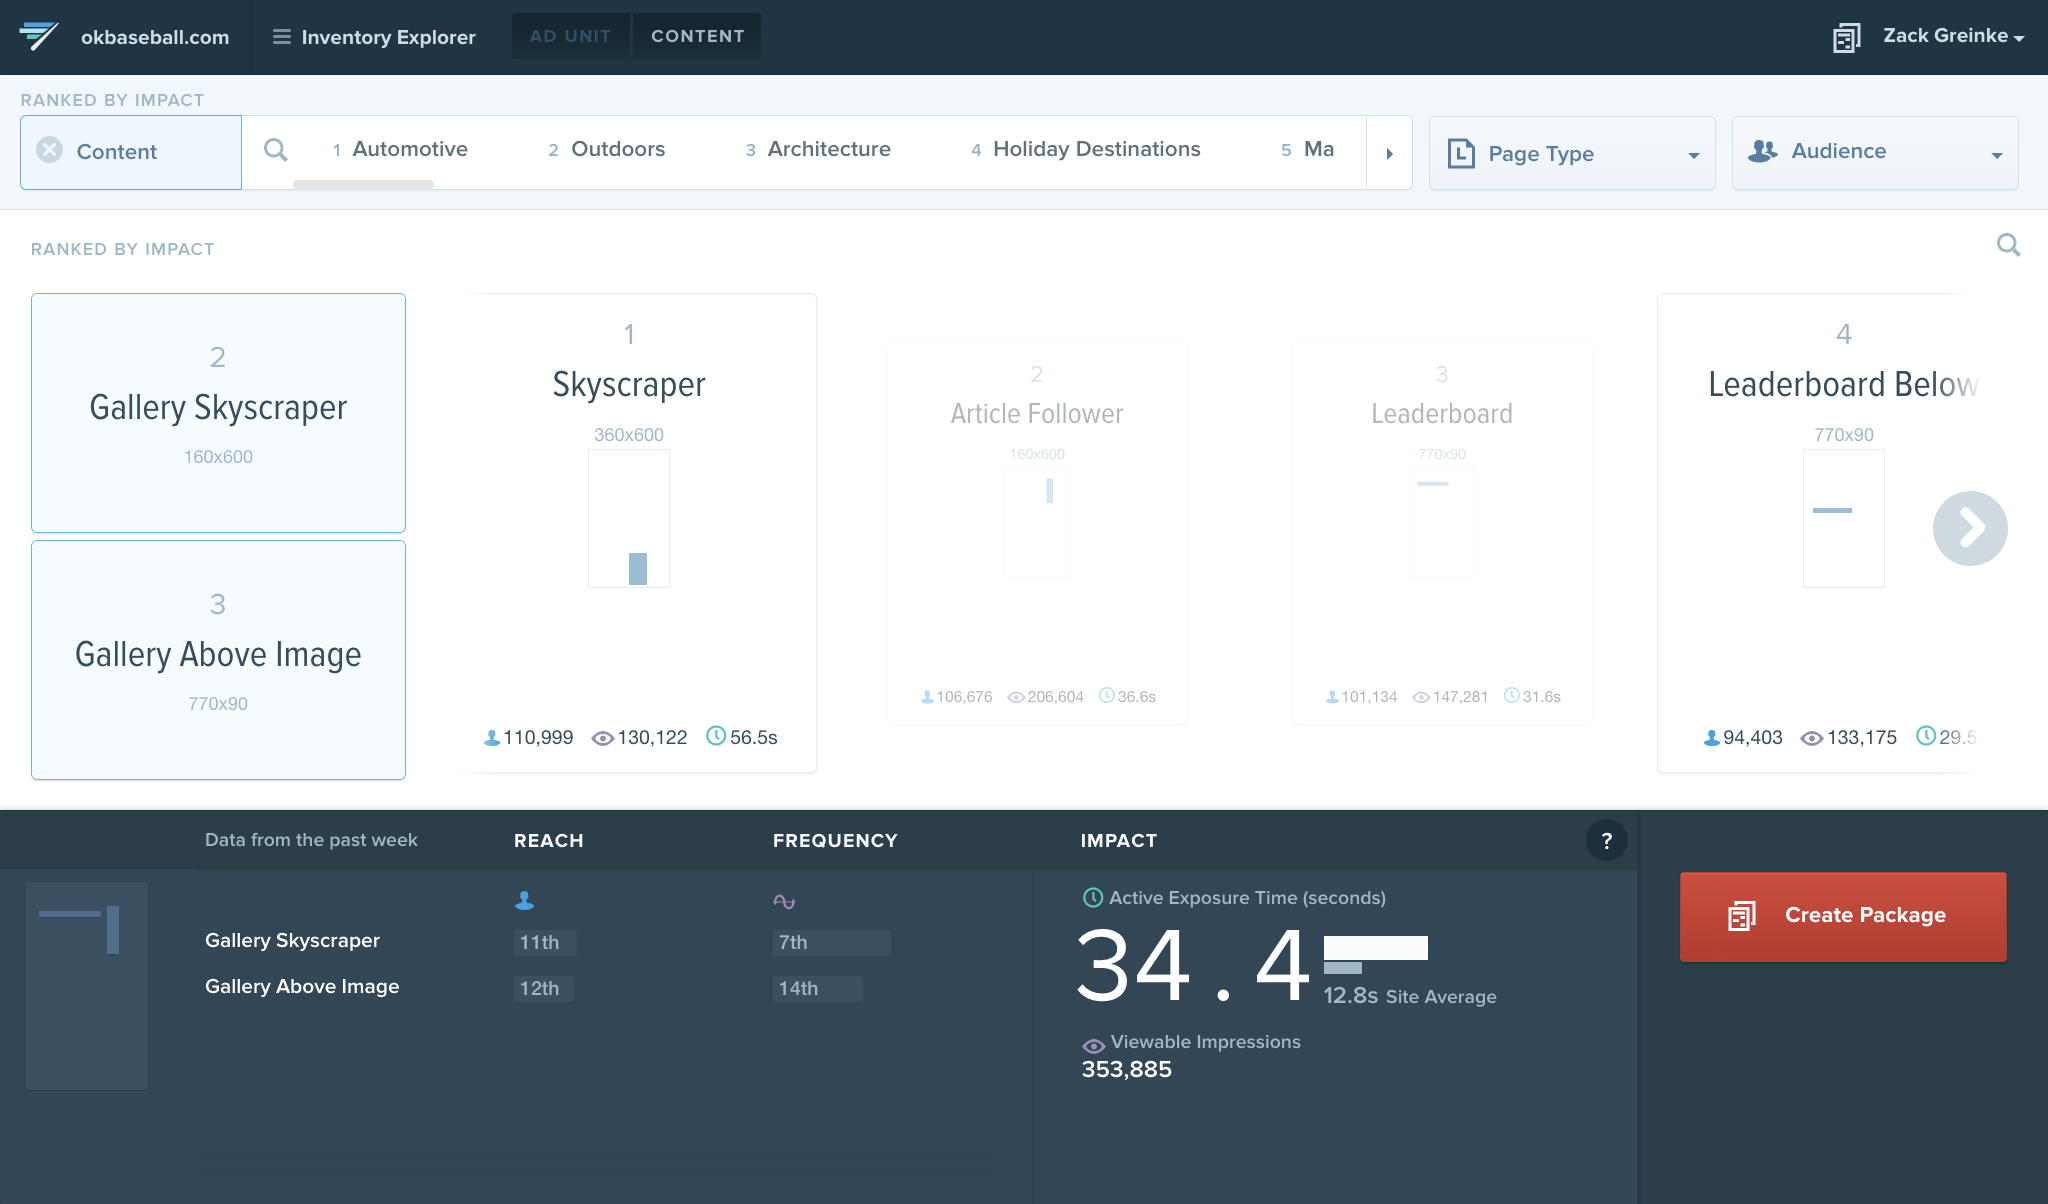 okbaseball.com
Inventory Explorer
AD UNIT
CONTENT
Zack Greinke
RANKED BY IMPACT
Content
1 Automotive
2 Outdoors
3 Architecture
4 Holiday Destinations
5 Ma
Page Type
Audience
RANKED BY IMPACT
2
Gallery Skyscraper
160x600
3
Gallery Above Image
770x90
1
Skyscraper
360x600
110,999 130,122 56.5s
2
Article Follower
160x600
106,676 206,604 36.6s
3
Leaderboard
770x90
101,134 147,281 31.6s
4
Leaderboard Below
770x90
94,403 133,175 29.5
Data from the past week
REACH
FREQUENCY
IMPACT
?
Gallery Skyscraper
11th
7th
Gallery Above Image
12th
14th
Active Exposure Time (seconds)
34.4
12.8s Site Average
Viewable Impressions
353,885
Create Package